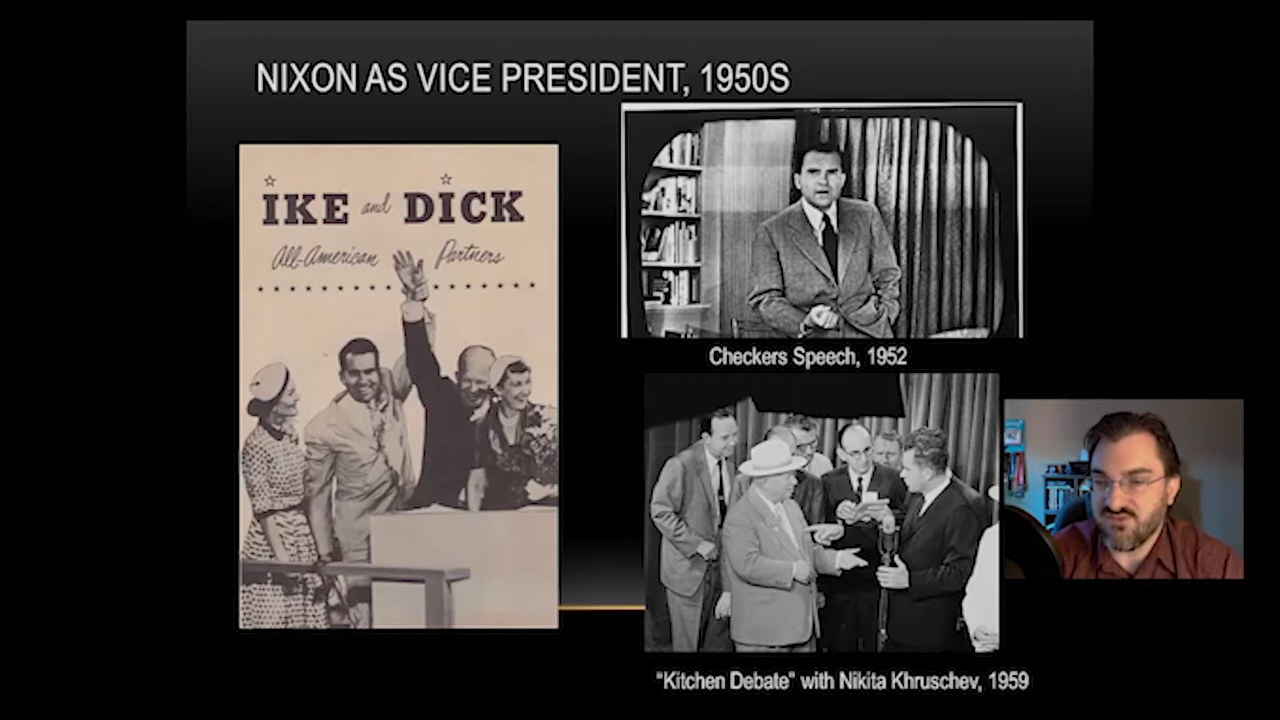 NIXON AS VICE PRESIDENT, 1950S
IKE and DICK
All-American Partners
Checkers Speech, 1952
"Kitchen Debate" with Nikita Khruschev, 1959